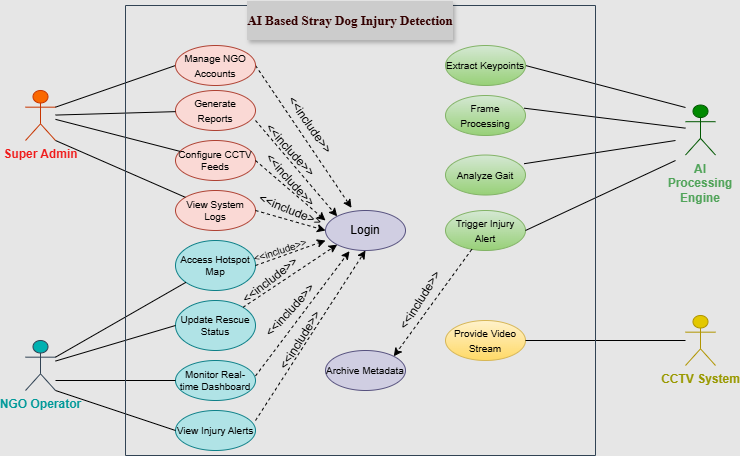 AI Based Stray Dog Injury Detection
Manage NGO
Accounts
Generate
Reports
Configure CCTV
Feeds
View System
Logs
Access Hotspot
Map
Update Rescue
Status
Monitor Real-
time Dashboard
View Injury Alerts
Super Admin
NGO Operator
<<include>>
<<include>>
<<include>>
<<include>>
<<include>>
<<include>>
<<include>>
<<include>>
Login
<<include>>
Archive Metadata
Extract Keypoints
Frame
Processing
Analyze Gait
Trigger Injury
Alert
Provide Video
Stream
AI
Processing
Engine
CCTV System